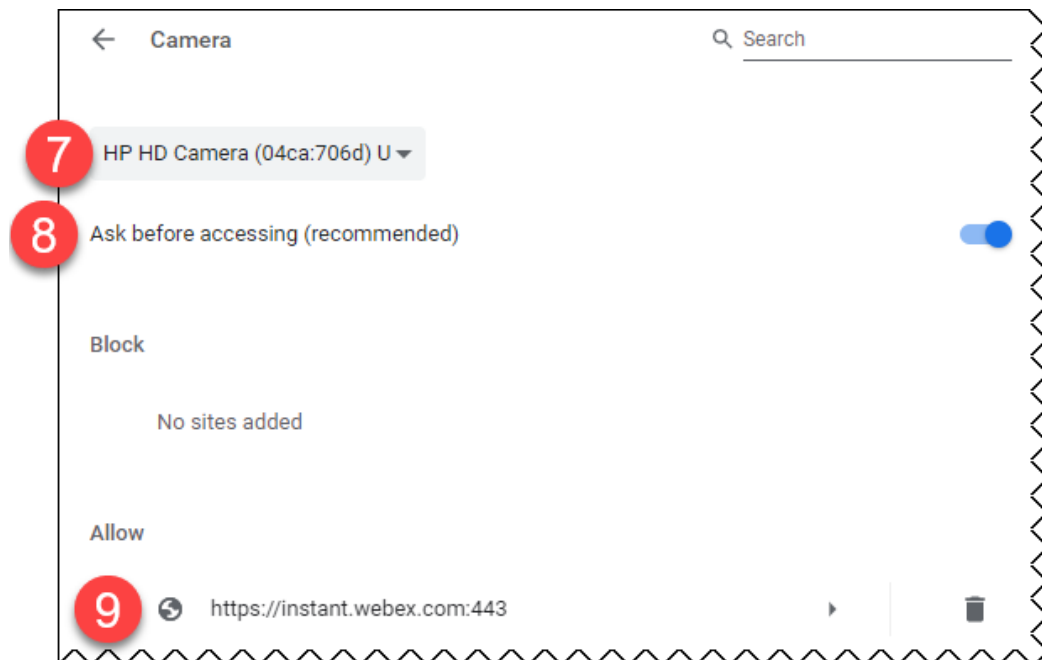 Camera
Search
7
HP HD Camera (04ca:706d) U
8
Ask before accessing (recommended)
Block
No sites added
Allow
9
https://instant.webex.com:443